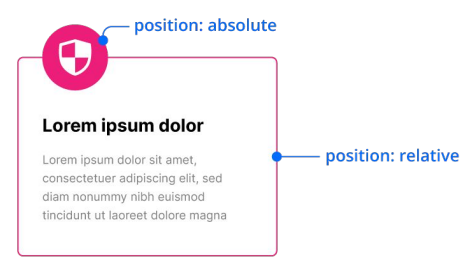 position: absolute
Lorem ipsum dolor
Lorem ipsum dolor sit amet,
consectetuer adipiscing elit, sed
diam nonummy nibh euismod
tincidunt ut laoreet dolore magna
position: relative